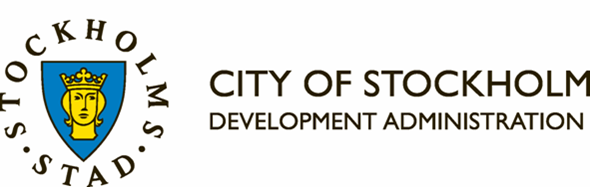 STOCKHOLMS
·STAD·
CITY OF STOCKHOLM
DEVELOPMENT ADMINISTRATION